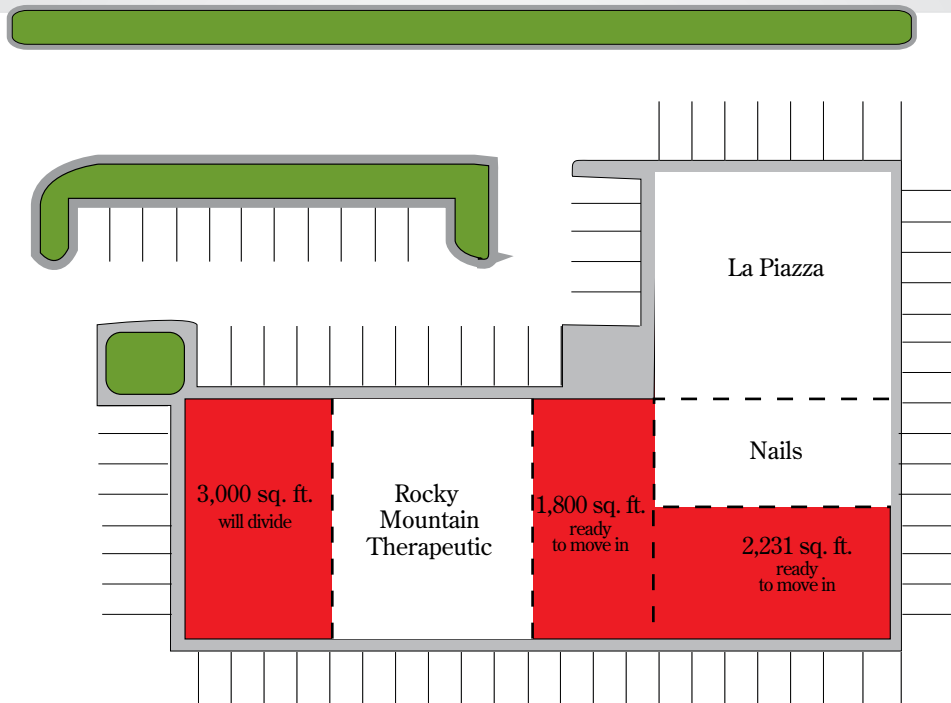 La Piazza
Nails
3,000 sq. ft.
will divide
Rocky
Mountain
Therapeutic
1,800 sq. ft.
ready
to move in
2,231 sq. ft.
ready
to move in